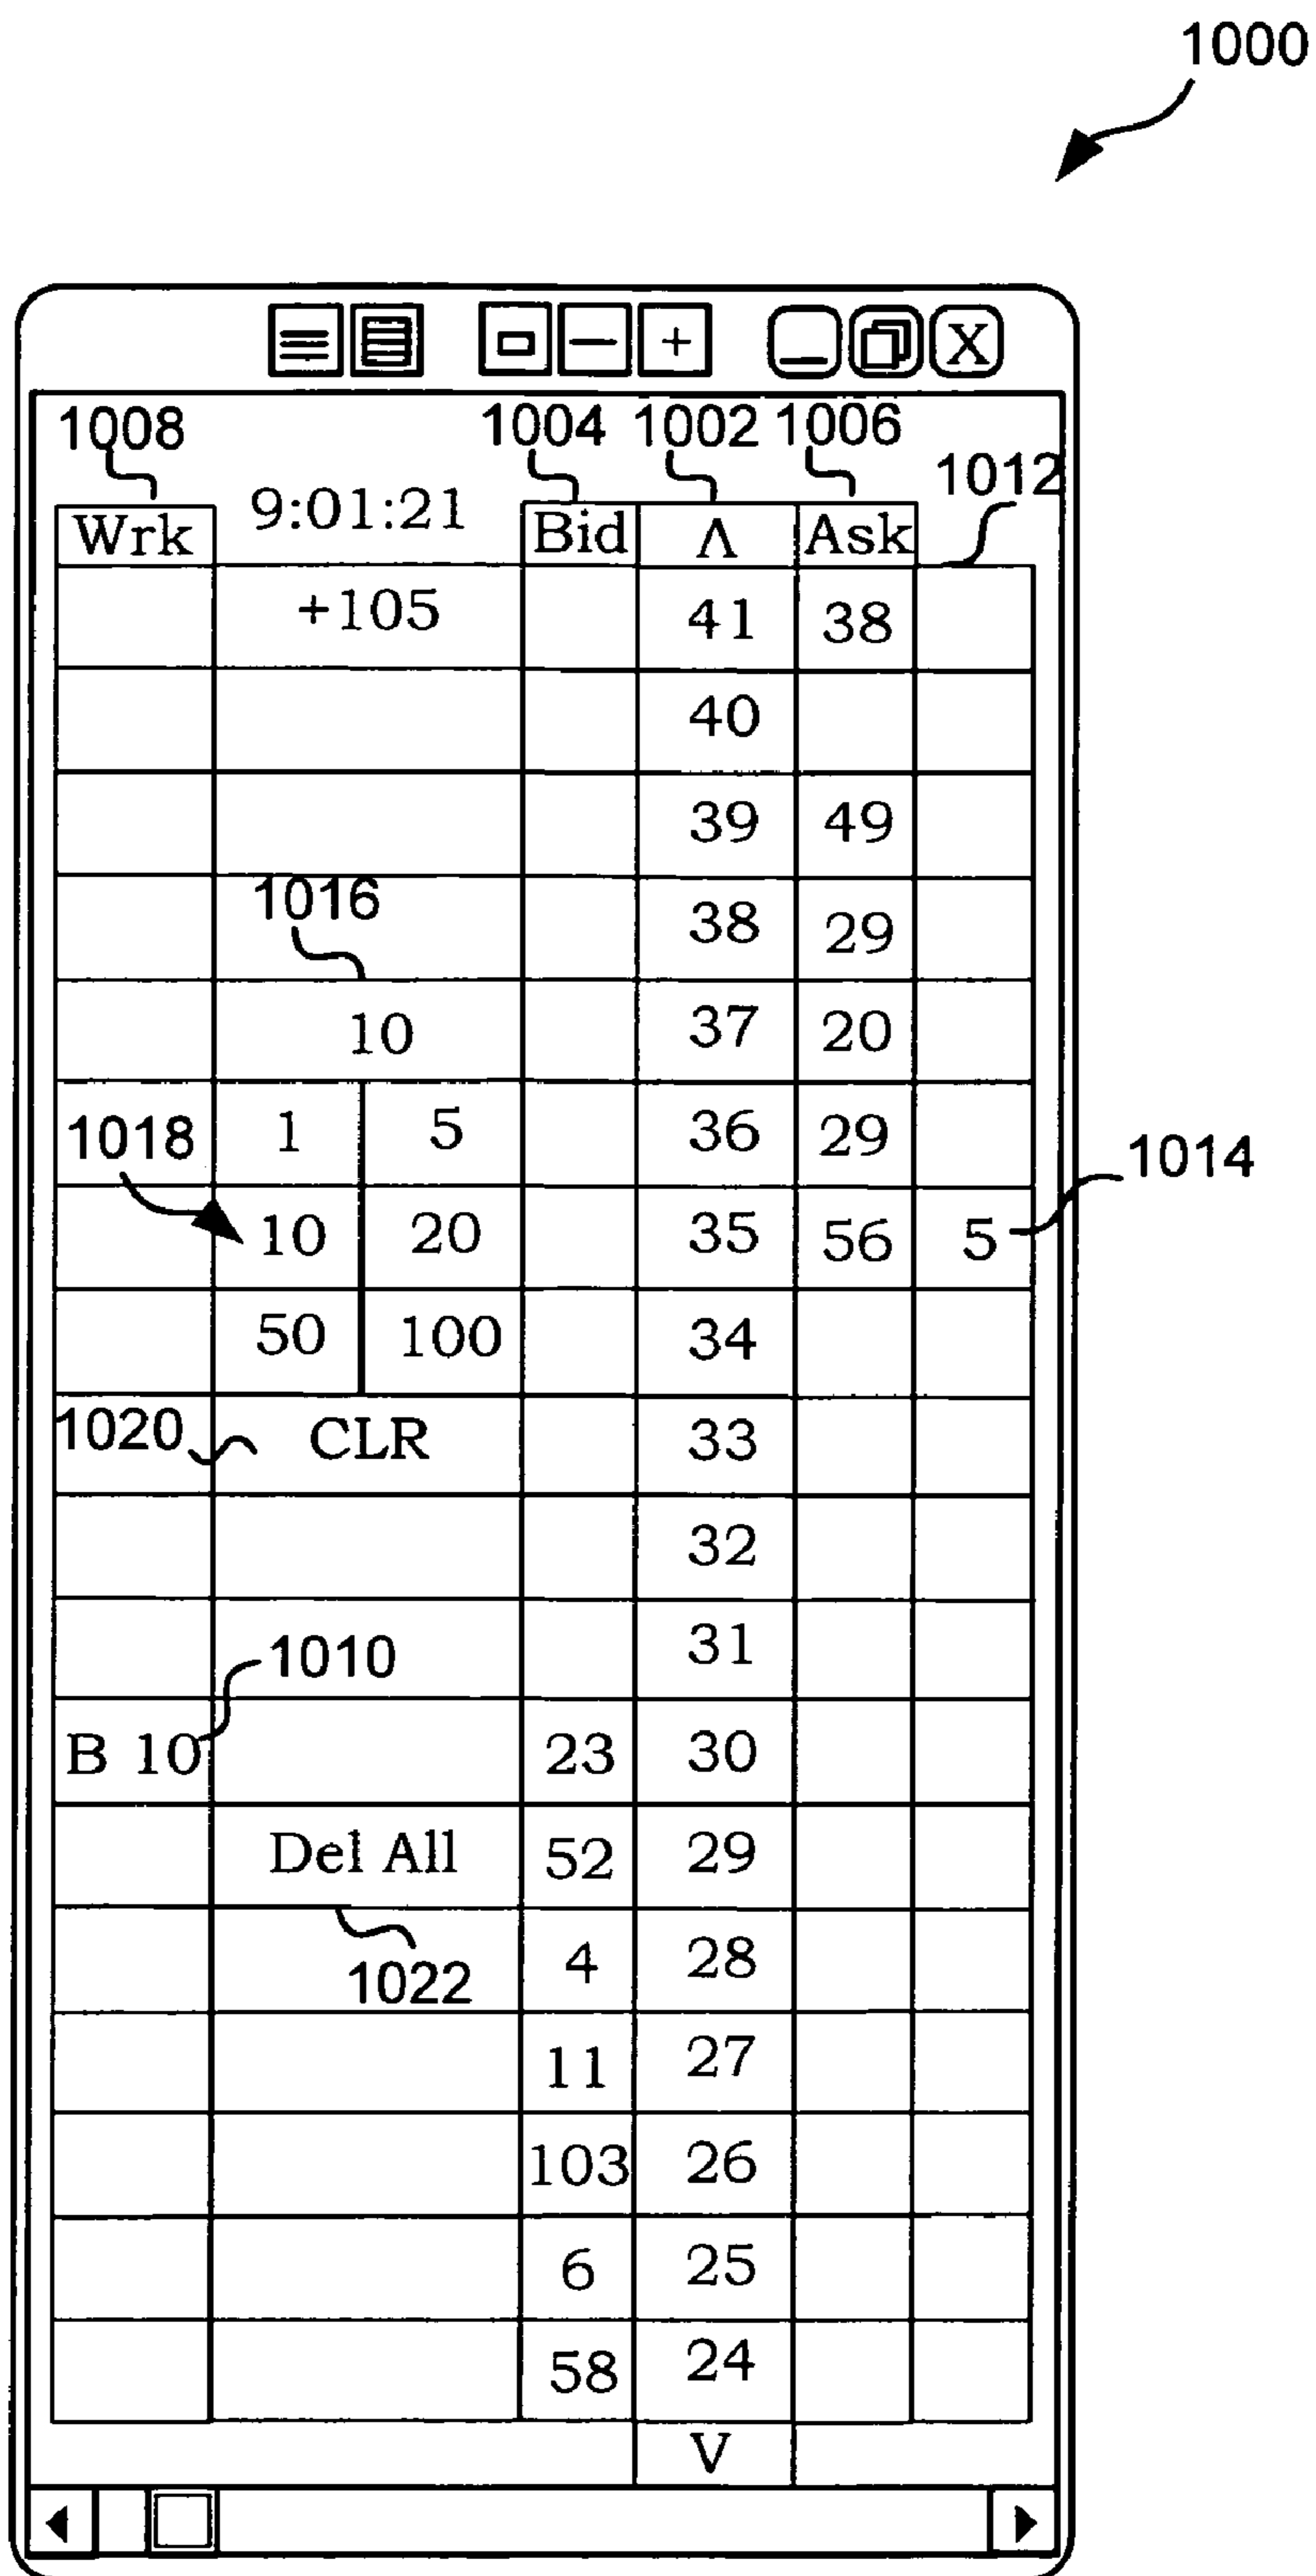 1000
X
1008 1004 1002 1006
1012
9:01:21
Wrk Bid Λ Ask
+105 41 38
40
39 49
1016 38 29
10 37 20
1018 1 5 36 29 1014
10 20 35 56 5
50 100 34
1020 CLR 33
32
1010 31
B 10 23 30
Del All 52 29
1022 4 28
11 27
103 26
6 25
58 24
V